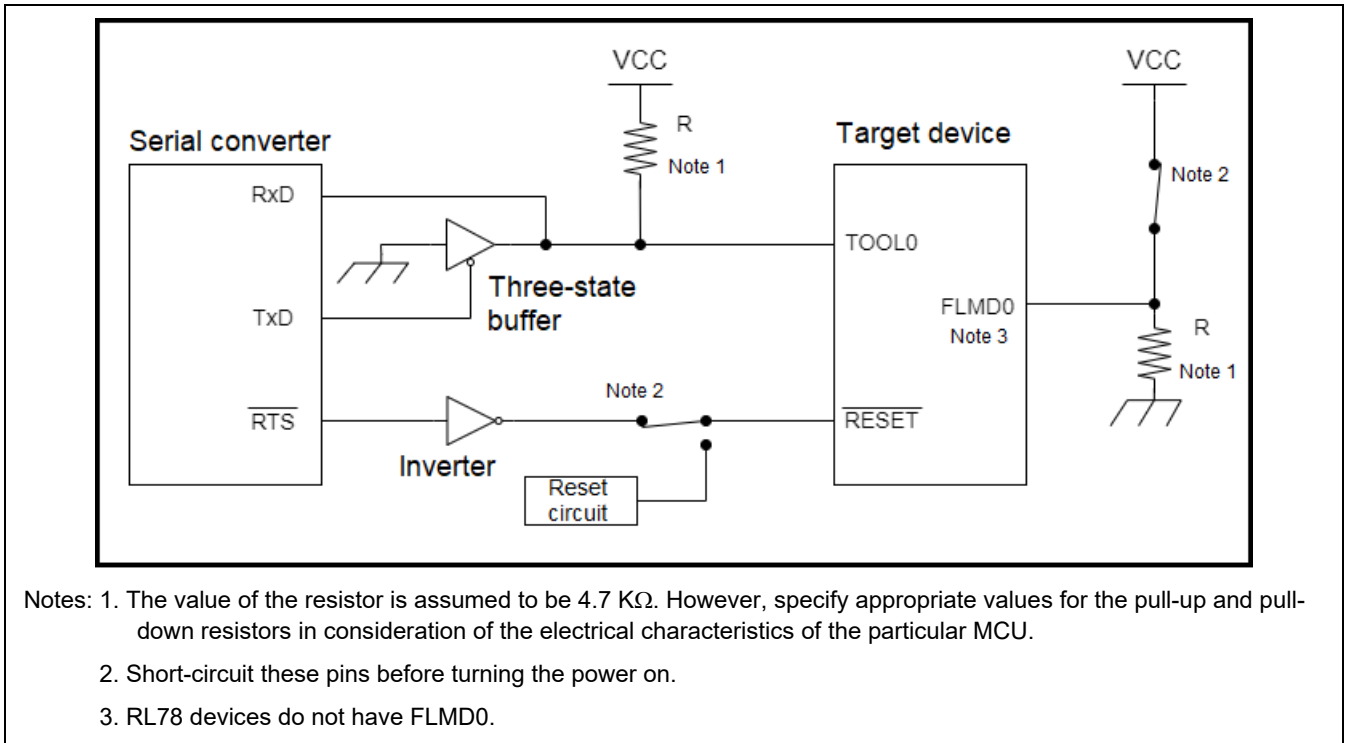 VCC
VCC
Serial converter
R
Note 1
Target device
Note 2
RxD
TOOL0
Three-state
buffer
TxD
FLMD0
Note 3
R
Note 1
Note 2
RTS
RESET
Inverter
Reset
circuit
Notes: 1. The value of the resistor is assumed to be 4.7 KΩ. However, specify appropriate values for the pull-up and pull-
down resistors in consideration of the electrical characteristics of the particular MCU.
2. Short-circuit these pins before turning the power on.
3. RL78 devices do not have FLMD0.